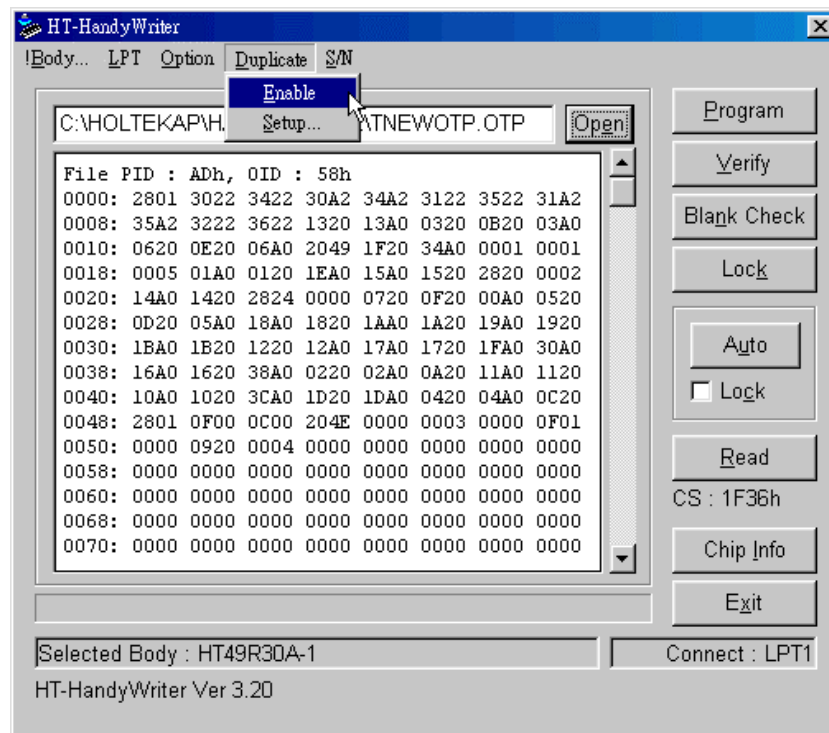 HT-HandyWriter
!Body... LPT Option Duplicate S/N
Enable
Setup...
C:\HOLTEKAP\H \TNEWOTP.OTP
Open
File PID : ADh, OID : 58h
0000: 2801 3022 3422 30A2 34A2 3122 3522 31A2
0008: 35A2 3222 3622 1320 13A0 0320 0B20 03A0
0010: 0620 0E20 06A0 2049 1F20 34A0 0001 0001
0018: 0005 01A0 0120 1EA0 15A0 1520 2820 0002
0020: 14A0 1420 2824 0000 0720 0F20 00A0 0520
0028: 0D20 05A0 18A0 1820 1AA0 1A20 19A0 1920
0030: 1BA0 1B20 1220 12A0 17A0 1720 1FA0 30A0
0038: 16A0 1620 38A0 0220 02A0 0A20 11A0 1120
0040: 10A0 1020 3CA0 1D20 1DA0 0420 04A0 0C20
0048: 2801 0F00 0C00 204E 0000 0003 0000 0F01
0050: 0000 0920 0004 0000 0000 0000 0000 0000
0058: 0000 0000 0000 0000 0000 0000 0000 0000
0060: 0000 0000 0000 0000 0000 0000 0000 0000
0068: 0000 0000 0000 0000 0000 0000 0000 0000
0070: 0000 0000 0000 0000 0000 0000 0000 0000
Program
Verify
Blank Check
Lock
Auto
Lock
Read
CS : 1F36h
Chip Info
Exit
Selected Body : HT49R30A-1
Connect : LPT1
HT-HandyWriter Ver 3.20